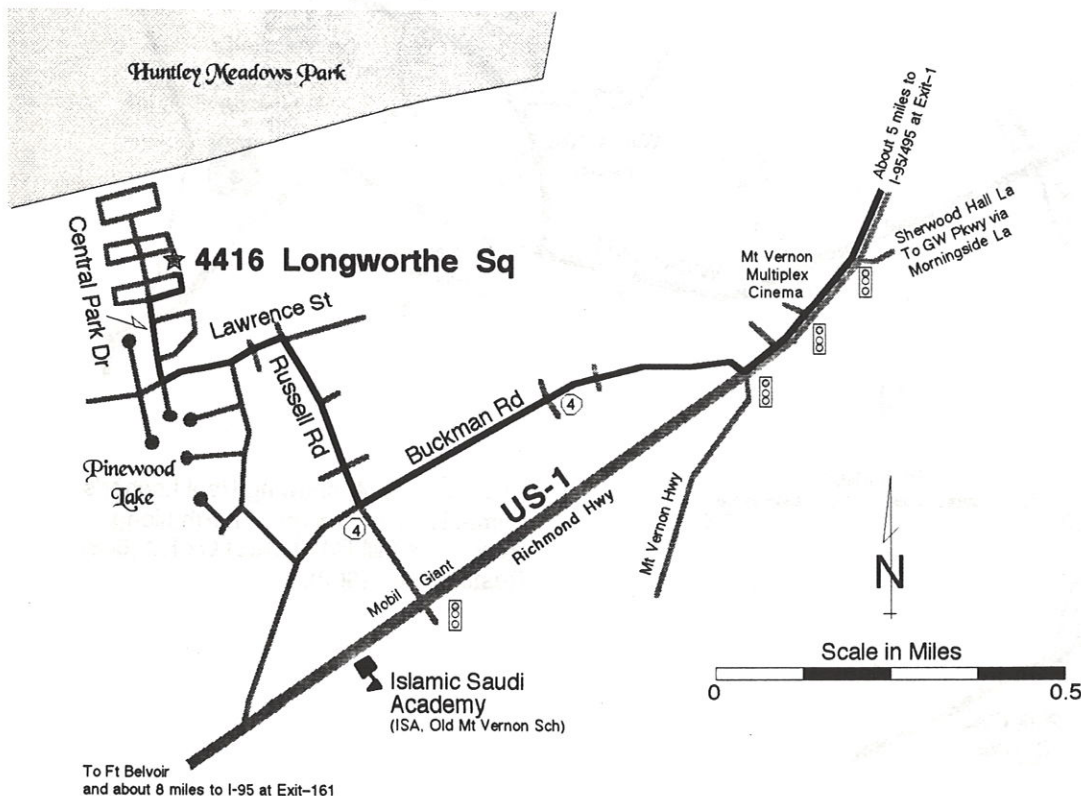 Huntley Meadows Park
About 5 miles to
I-95/495 at Exit-1
Sherwood Hall La
To GW Pkwy via
Morningside La
Mt Vernon
Multiplex
Cinema
Central Park Dr
4416 Longworthe Sq
Lawrence St
Russell Rd
Buckman Rd
4
Pinewood
Lake
4
US-1
Richmond Hwy
Mt Vernon Hwy
N
Mobil
Giant
Islamic Saudi
Academy
(ISA, Old Mt Vernon Sch)
Scale in Miles
0
0.5
To Ft Belvoir
and about 8 miles to I-95 at Exit-161